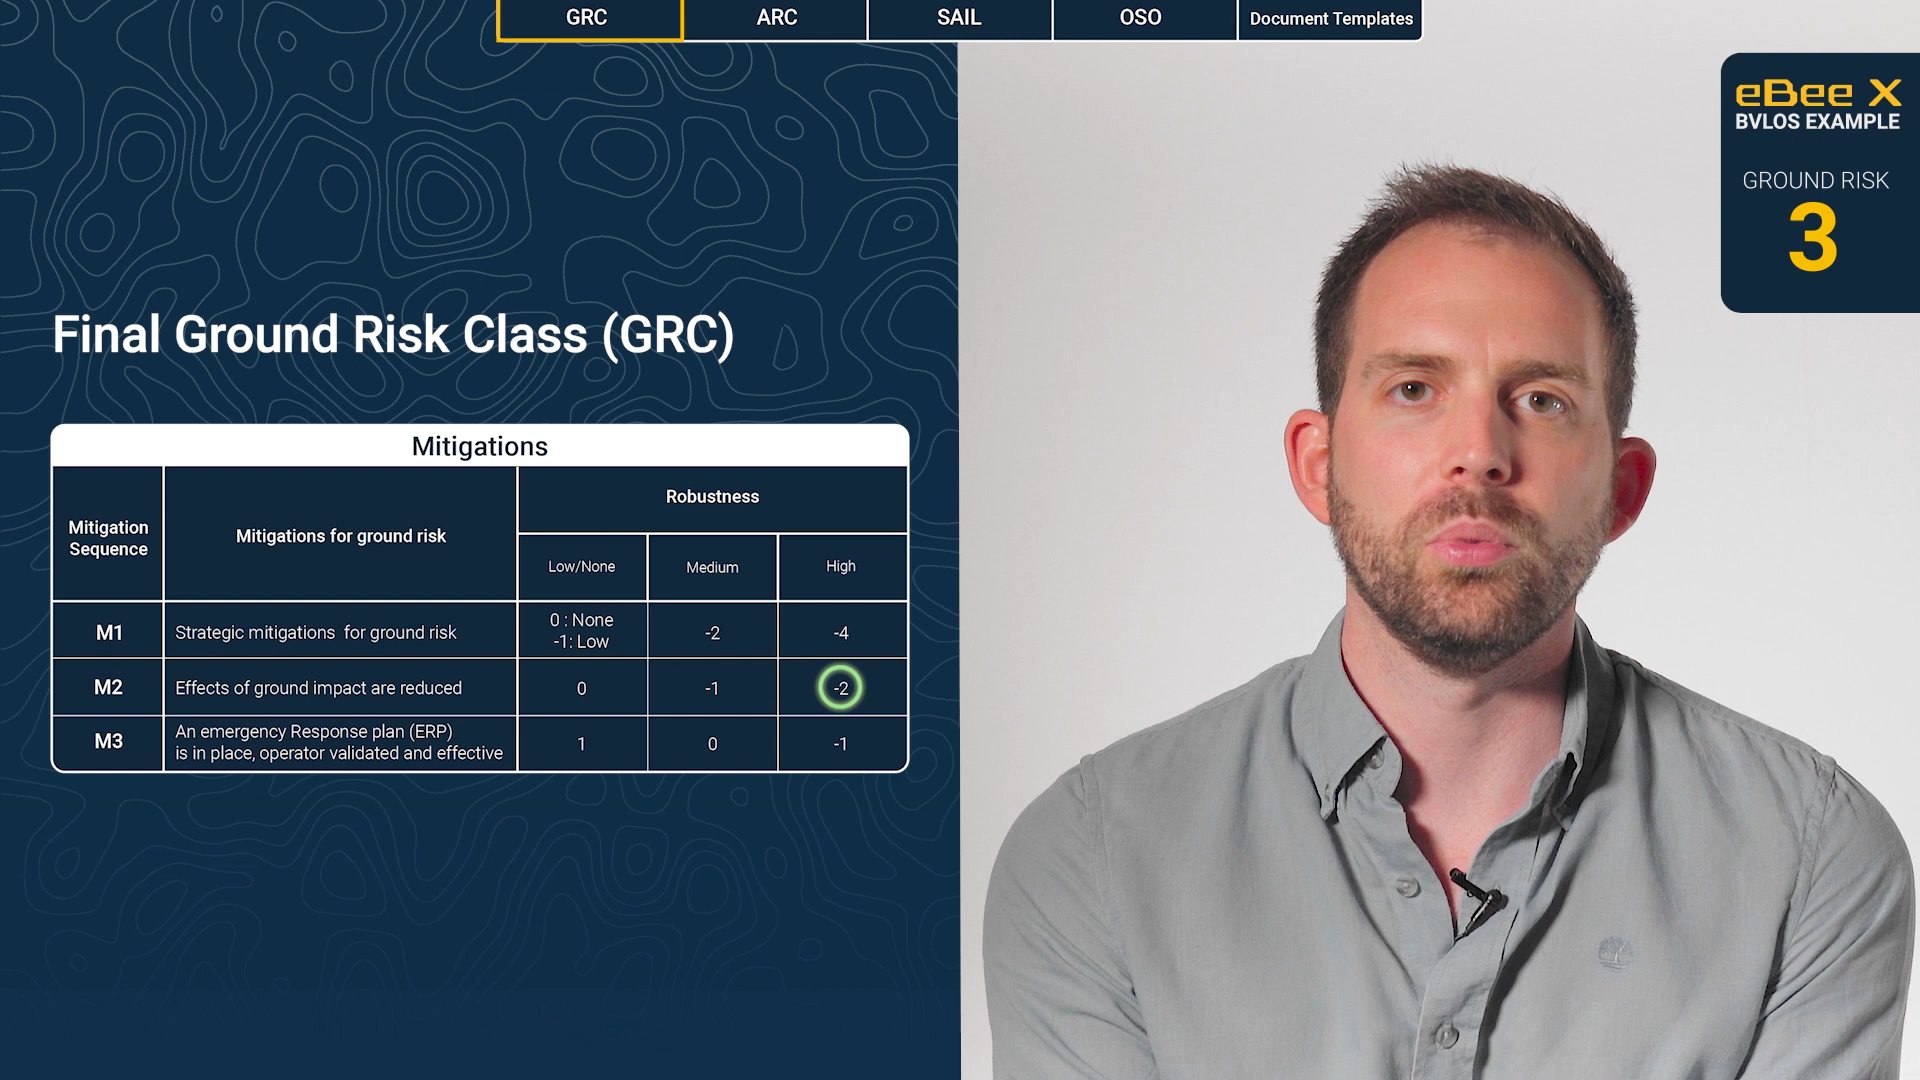 GRC
ARC
SAIL
OSO
Document Templates
eBee X
BVLOS EXAMPLE
GROUND RISK
3
Final Ground Risk Class (GRC)
Mitigations
Mitigation
Sequence
Mitigations for ground risk
Robustness
Low/None
Medium
High
M1
Strategic mitigations for ground risk
0 : None
-1: Low
-2
-4
M2
Effects of ground impact are reduced
0
-1
-2
M3
An emergency Response plan (ERP)
is in place, operator validated and effective
1
0
-1